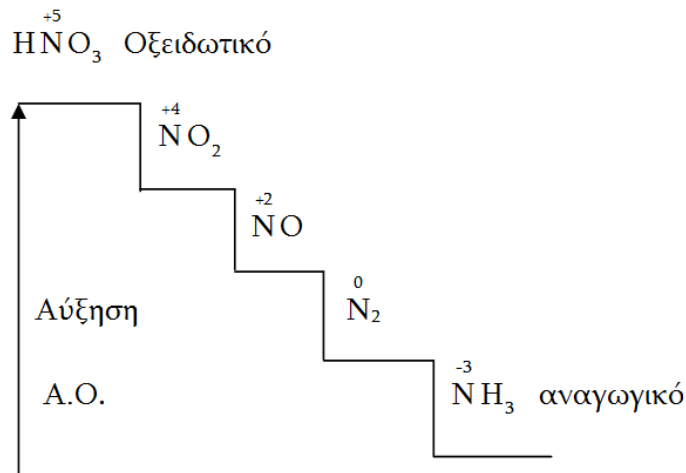 +5
HNO3 Οξειδωτικό
+4
NO2
+2
NO
0
N2
Αύξηση
-3
Α.Ο.
NH3 αναγωγικό